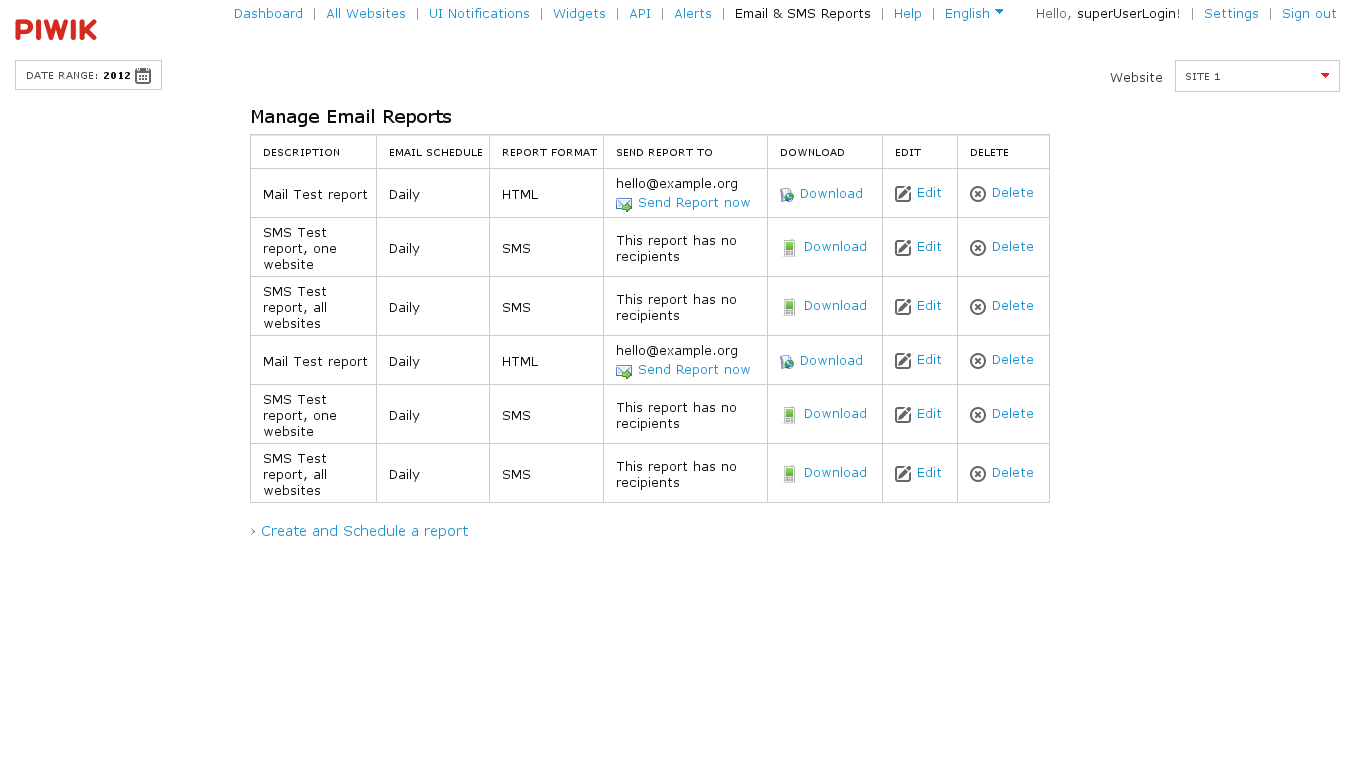 PIWIK
Dashboard | All Websites | UI Notifications | Widgets | API | Alerts | Email & SMS Reports | Help | English
Hello, superUserLogin! | Settings | Sign out
DATE RANGE: 2012
Website SITE 1
Manage Email Reports
DESCRIPTION EMAIL SCHEDULE REPORT FORMAT SEND REPORT TO DOWNLOAD EDIT DELETE
Mail Test report Daily HTML hello@example.org Download Edit Delete
Send Report now
SMS Test
report, one
website
Daily SMS
This report has no
recipients
Download Edit Delete
SMS Test
report, all
websites
Daily SMS
This report has no
recipients
Download Edit Delete
Mail Test report Daily HTML hello@example.org Download Edit Delete
Send Report now
SMS Test
report, one
website
Daily SMS
This report has no
recipients
Download Edit Delete
SMS Test
report, all
websites
Daily SMS
This report has no
recipients
Download Edit Delete
› Create and Schedule a report